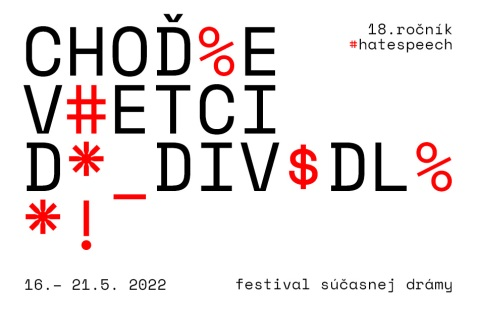 CHOĎ%E
V#ETCI
D*_DIV$DL%
*!
18.ročník
#hatespeech
16.– 21.5. 2022
festival súčasnej drámy